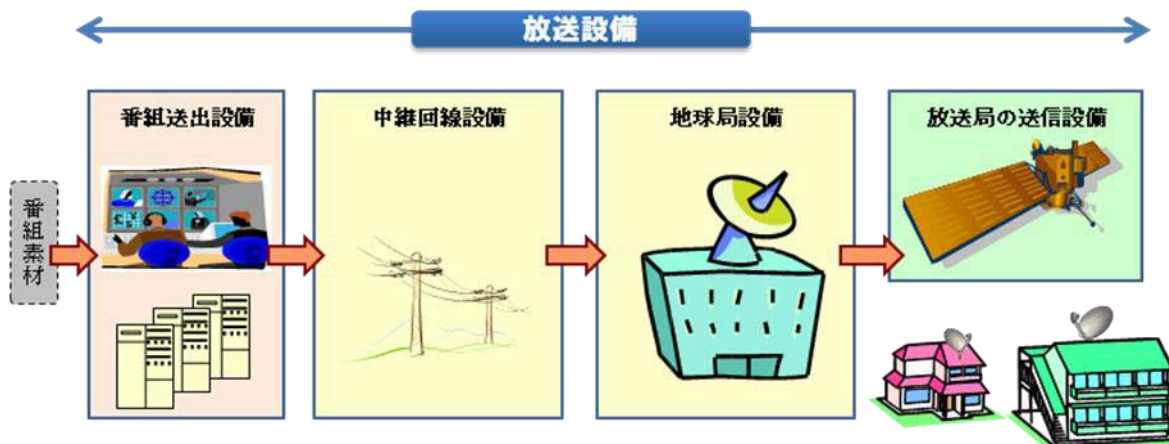 放送設備
番組送出設備
中継回線設備
地球局設備
放送局の送信設備
番組素材